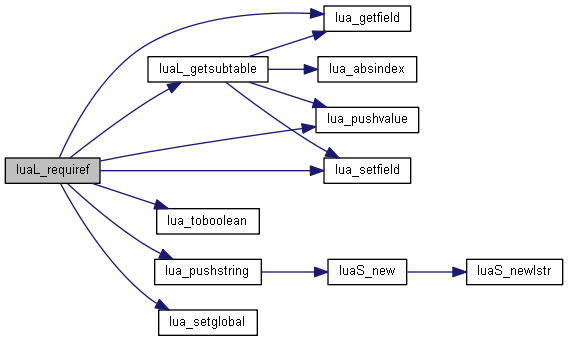 lua_getfield
luaL_getsubtable
lua_absindex
lua_pushvalue
luaL_requiref
lua_setfield
lua_toboolean
lua_pushstring
luaS_new
luaS_newlstr
lua_setglobal